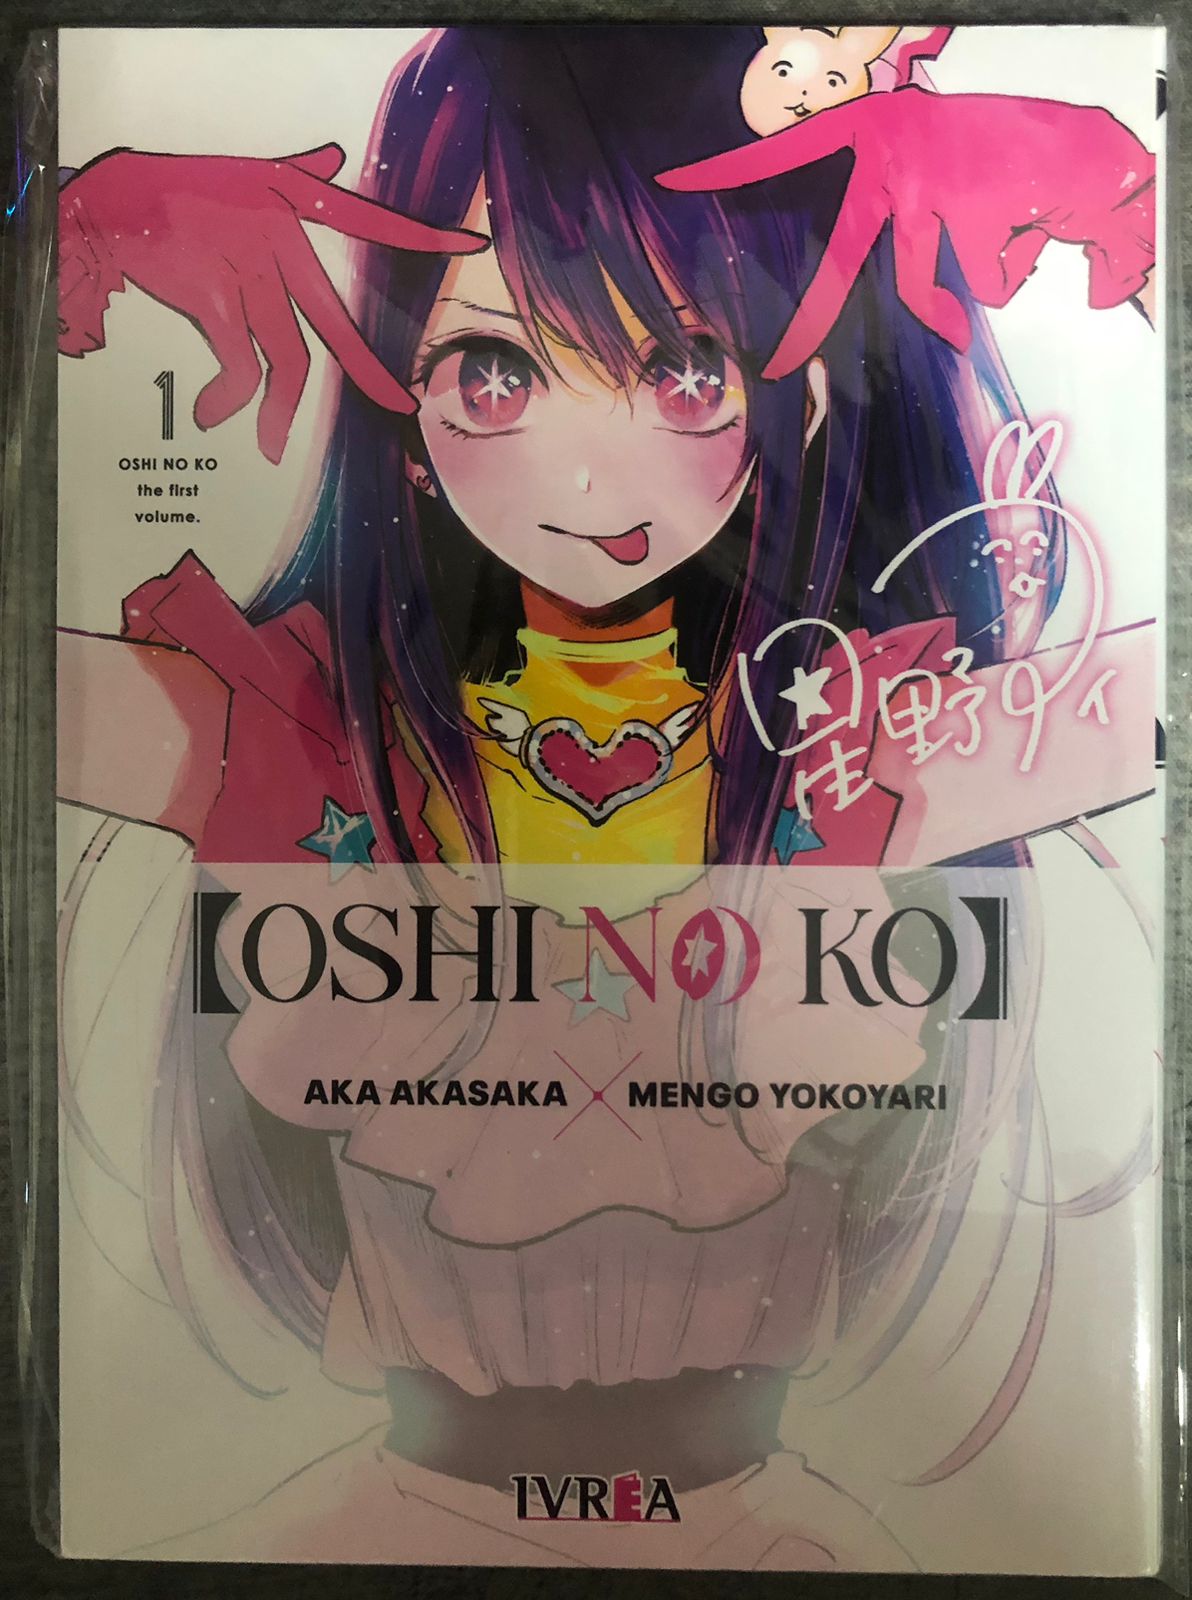 1
OSHI NO KO
the first
volume.
星野アイ
【OSHI NO KO】
AKA AKASAKA × MENGO YOKOYARI
IVREA